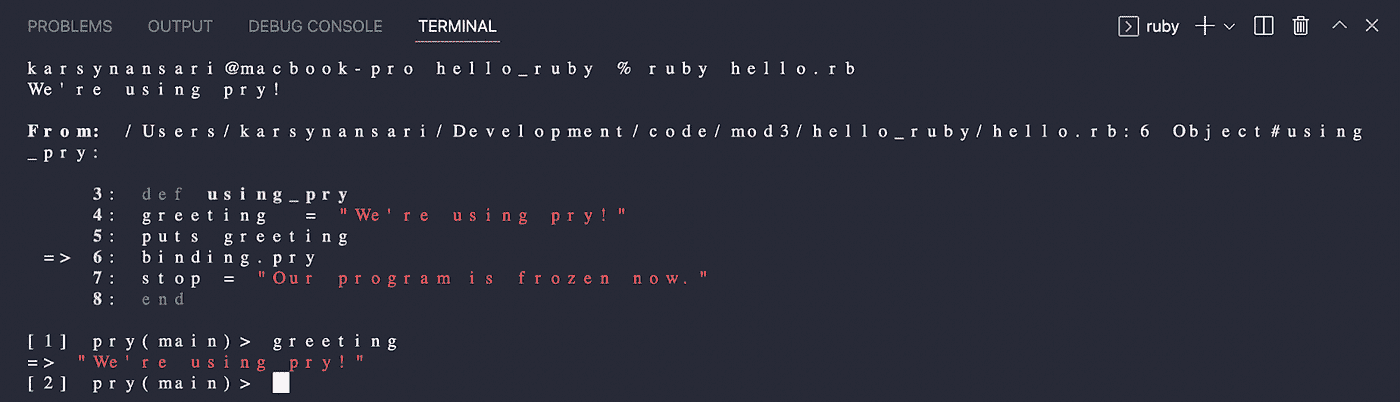 PROBLEMS OUTPUT DEBUG CONSOLE TERMINAL ruby
karsynansari@macbook-pro hello_ruby % ruby hello.rb
We're using pry!
From: /Users/karsynansari/Development/code/mod3/hello_ruby/hello.rb:6 Object#using
_pry:
3: def using_pry
4: greeting = "We're using pry!"
5: puts greeting
=> 6: binding.pry
7: stop = "Our program is frozen now."
8: end
[1] pry(main)> greeting
=> "We're using pry!"
[2] pry(main)>